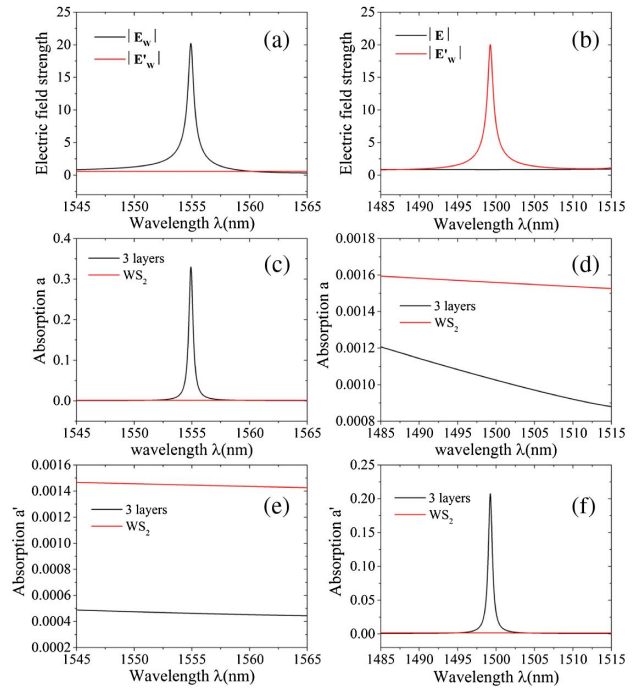 25
20
15
10
5
0
Electric field strength
| E_W |
| E'_W |
(a)
1545 1550 1555 1560 1565
Wavelength λ(nm)
25
20
15
10
5
0
Electric field strength
| E |
| E'_W |
(b)
1485 1490 1495 1500 1505 1510 1515
Wavelength λ(nm)
0.4
0.3
0.2
0.1
0.0
Absorption a
3 layers
WS₂
(c)
1545 1550 1555 1560 1565
wavelength λ(nm)
0.0018
0.0016
0.0014
0.0012
0.0010
0.0008
Absorption a
3 layers
WS₂
(d)
1485 1490 1495 1500 1505 1510 1515
wavelength λ(nm)
0.0016
0.0014
0.0012
0.0010
0.0008
0.0006
0.0004
0.0002
Absorption a'
3 layers
WS₂
(e)
1545 1550 1555 1560 1565
Wavelength λ(nm)
0.25
0.20
0.15
0.10
0.05
0.00
Absorption a'
3 layers
WS₂
(f)
1485 1490 1495 1500 1505 1510 1515
Wavelength λ(nm)